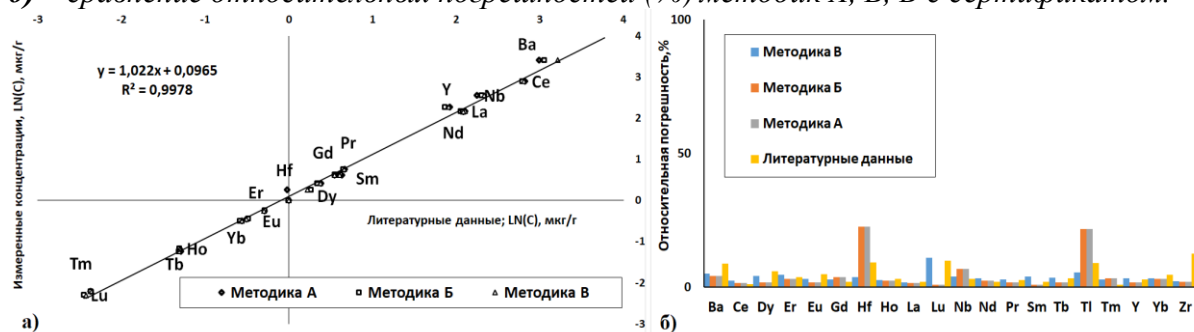 сравнение относительных погрешностей (%) методик А, Б, В с сертификатом.
-3 -2 -1 0 1 2 3 4
y = 1,022x + 0,0965
R² = 0,9978
Измеренные концентрации, LN(C), мкг/г
Литературные данные; LN(C), мкг/г
4
3
2
1
0
-1
-2
-3
Ba
Ce
Y
Nb
La
Nd
Pr
Gd
Sm
Hf
Dy
Er
Eu
Yb
Ho
Tb
Tm
Lu
Методика А Методика Б Методика В
а)
Относительная погрешность,%
100
50
0
Методика В
Методика Б
Методика А
Литературные данные
Ba Ce Dy Er Eu Gd Hf Ho La Lu Nb Nd Pr Sm Tb Tl Tm Y Yb Zr
б)